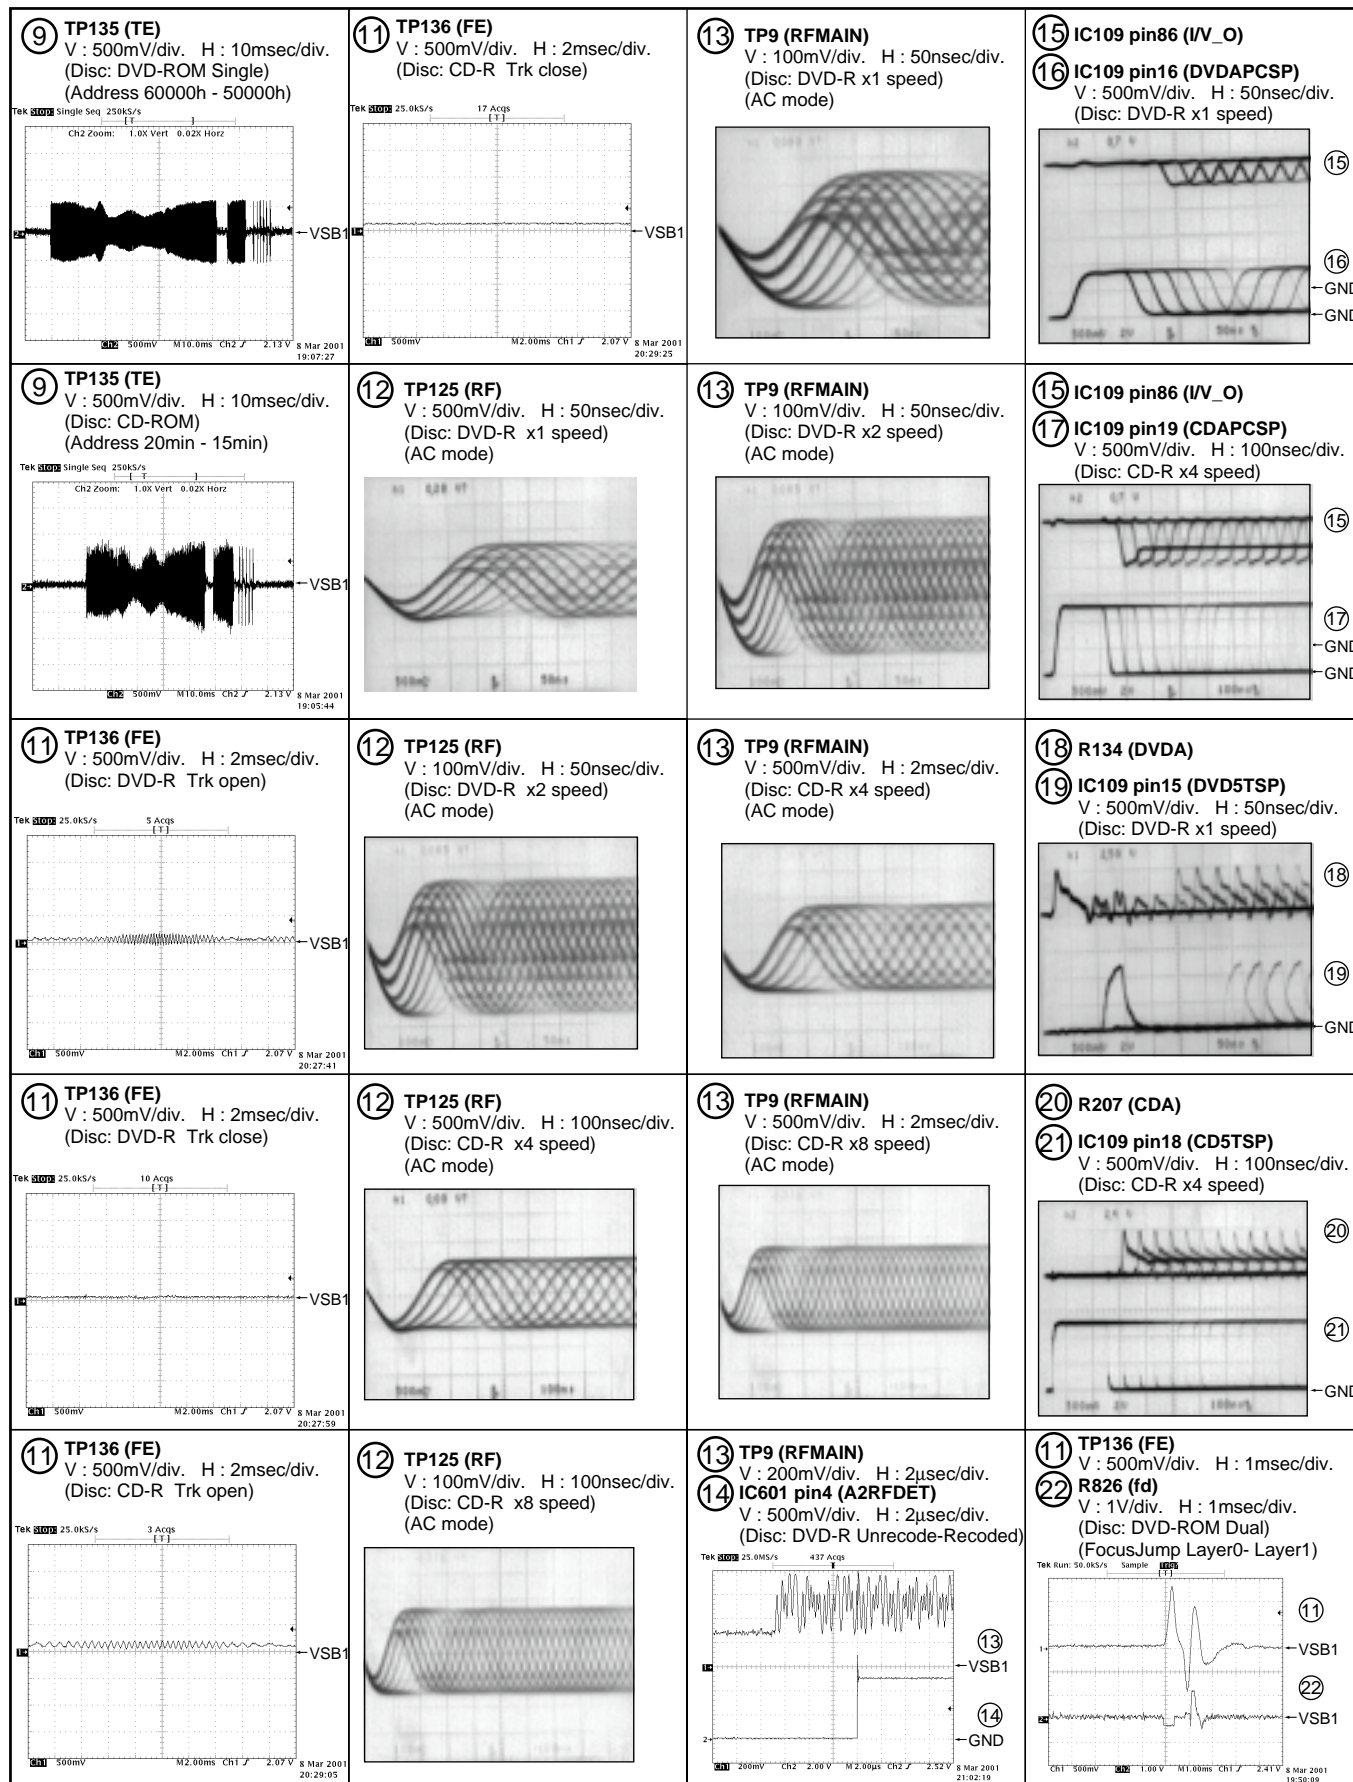 9 TP135 (TE)
V : 500mV/div. H : 10msec/div.
(Disc: DVD-ROM Single)
(Address 60000h - 50000h)
Tek Stop: Single Seq 250kS/s
[ T ]
Ch2 Zoom: 1.0X Vert 0.02X Horz
2
VSB1
Ch2 500mV M10.0ms Ch2 2.13 V
8 Mar 2001
19:07:27
11 TP136 (FE)
V : 500mV/div. H : 2msec/div.
(Disc: CD-R Trk close)
Tek Stop: 25.0kS/s 17 Acqs
[ T ]
1
VSB1
Ch1 500mV M2.00ms Ch1 2.07 V
8 Mar 2001
20:29:25
13 TP9 (RFMAIN)
V : 100mV/div. H : 50nsec/div.
(Disc: DVD-R x1 speed)
(AC mode)
15 IC109 pin86 (I/V_O)
16 IC109 pin16 (DVDAPCSP)
V : 500mV/div. H : 50nsec/div.
(Disc: DVD-R x1 speed)
15
16
GND
GND
500mV 2V 50ns
9 TP135 (TE)
V : 500mV/div. H : 10msec/div.
(Disc: CD-ROM)
(Address 20min - 15min)
Tek Stop: Single Seq 250kS/s
[ T ]
Ch2 Zoom: 1.0X Vert 0.02X Horz
2
VSB1
Ch2 500mV M10.0ms Ch2 2.13 V
8 Mar 2001
19:05:44
12 TP125 (RF)
V : 500mV/div. H : 50nsec/div.
(Disc: DVD-R x1 speed)
(AC mode)
13 TP9 (RFMAIN)
V : 100mV/div. H : 50nsec/div.
(Disc: DVD-R x2 speed)
(AC mode)
15 IC109 pin86 (I/V_O)
17 IC109 pin19 (CDAPCSP)
V : 500mV/div. H : 100nsec/div.
(Disc: CD-R x4 speed)
15
17
GND
GND
500mV 2V 100ns
11 TP136 (FE)
V : 500mV/div. H : 2msec/div.
(Disc: DVD-R Trk open)
Tek Stop: 25.0kS/s 5 Acqs
[ T ]
1
VSB1
Ch1 500mV M2.00ms Ch1 2.07 V
8 Mar 2001
20:27:41
12 TP125 (RF)
V : 100mV/div. H : 50nsec/div.
(Disc: DVD-R x2 speed)
(AC mode)
13 TP9 (RFMAIN)
V : 500mV/div. H : 2msec/div.
(Disc: CD-R x4 speed)
(AC mode)
18 R134 (DVDA)
19 IC109 pin15 (DVD5TSP)
V : 500mV/div. H : 50nsec/div.
(Disc: DVD-R x1 speed)
18
19
GND
500mV 2V 50ns
11 TP136 (FE)
V : 500mV/div. H : 2msec/div.
(Disc: DVD-R Trk close)
Tek Stop: 25.0kS/s 10 Acqs
[ T ]
1
VSB1
Ch1 500mV M2.00ms Ch1 2.07 V
8 Mar 2001
20:27:59
12 TP125 (RF)
V : 500mV/div. H : 100nsec/div.
(Disc: CD-R x4 speed)
(AC mode)
13 TP9 (RFMAIN)
V : 500mV/div. H : 2msec/div.
(Disc: CD-R x8 speed)
(AC mode)
20 R207 (CDA)
21 IC109 pin18 (CD5TSP)
V : 500mV/div. H : 100nsec/div.
(Disc: CD-R x4 speed)
20
21
GND
500mV 2V 100ns
11 TP136 (FE)
V : 500mV/div. H : 2msec/div.
(Disc: CD-R Trk open)
Tek Stop: 25.0kS/s 3 Acqs
[ T ]
1
VSB1
Ch1 500mV M2.00ms Ch1 2.07 V
8 Mar 2001
20:29:05
12 TP125 (RF)
V : 100mV/div. H : 100nsec/div.
(Disc: CD-R x8 speed)
(AC mode)
13 TP9 (RFMAIN)
V : 200mV/div. H : 2μsec/div.
14 IC601 pin4 (A2RFDET)
V : 500mV/div. H : 2μsec/div.
(Disc: DVD-R Unrecode-Recoded)
Tek Stop: 25.0MS/s 437 Acqs
13
1
VSB1
14
2
GND
Ch1 200mV Ch2 2.00 V M 2.00μs Ch2 2.52 V
8 Mar 2001
21:02:19
11 TP136 (FE)
V : 500mV/div. H : 1msec/div.
22 R826 (fd)
V : 1V/div. H : 1msec/div.
(Disc: DVD-ROM Dual)
(FocusJump Layer0- Layer1)
Tek Run: 50.0kS/s Sample Trig?
[ T ]
11
1
VSB1
22
2
VSB1
Ch1 500mV Ch2 1.00 V M1.00ms Ch1 2.41 V
8 Mar 2001
19:50:09